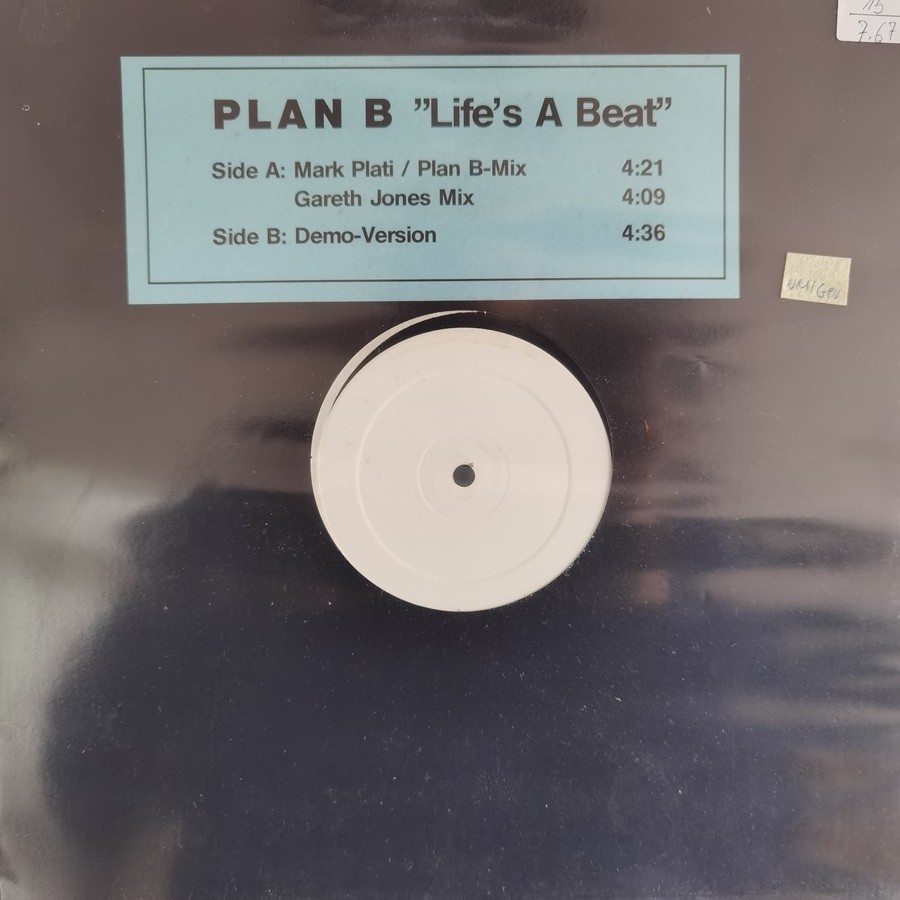 15
7.67
PLAN B ”Life’s A Beat”
Side A: Mark Plati / Plan B-Mix 4:21
Gareth Jones Mix 4:09
Side B: Demo-Version 4:36